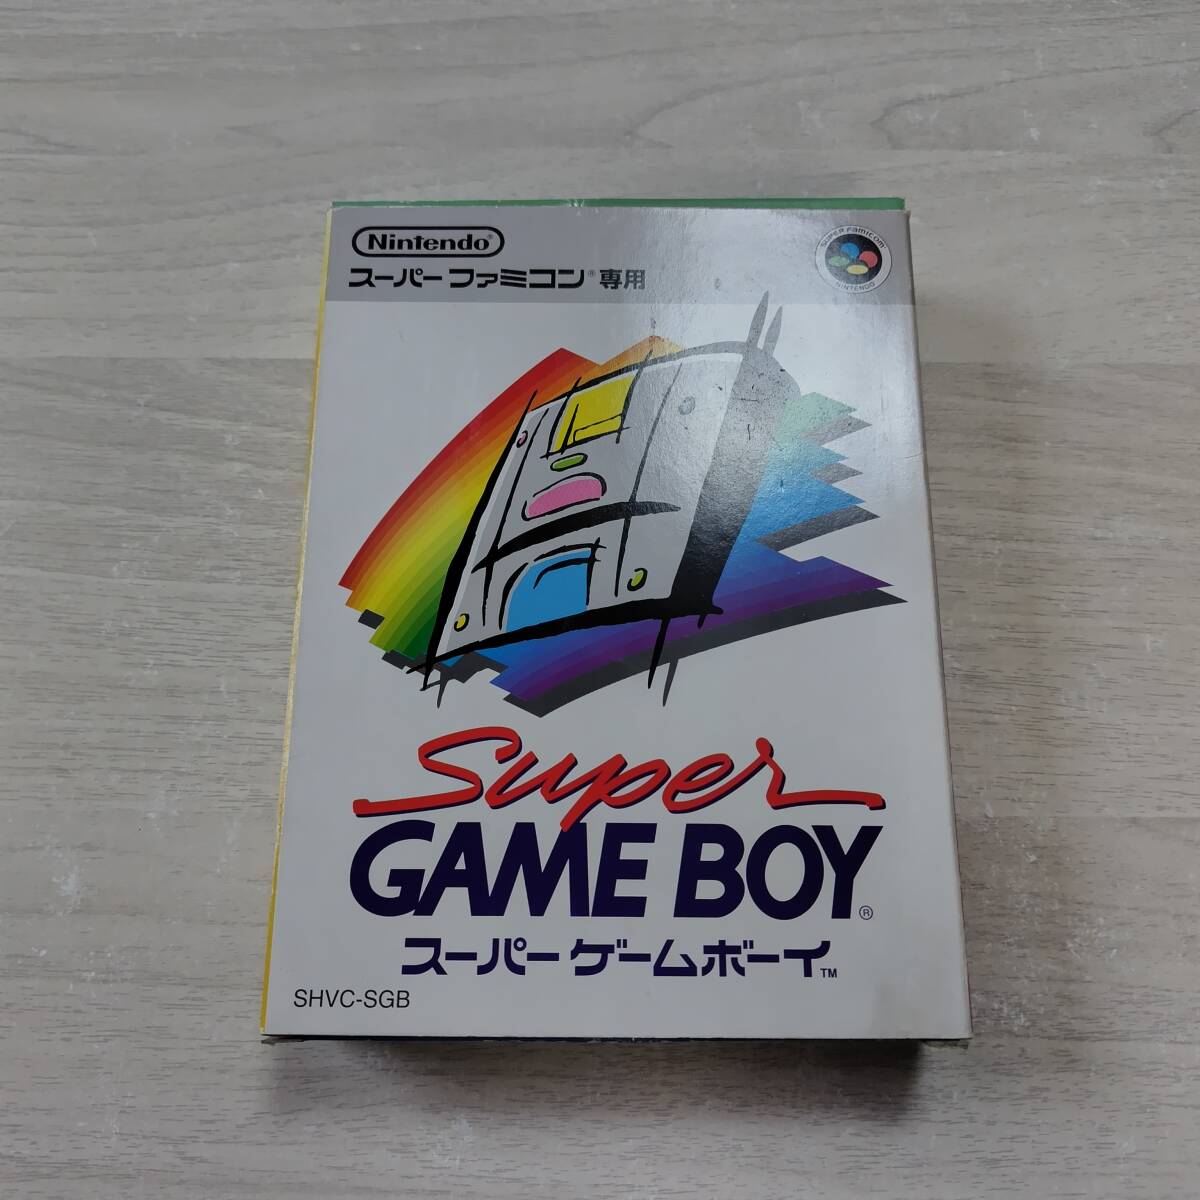 Nintendo®
スーパーファミコン®専用
SUPER FAMICOM
NINTENDO
Super
GAME BOY®
スーパーゲームボーイ™
SHVC-SGB